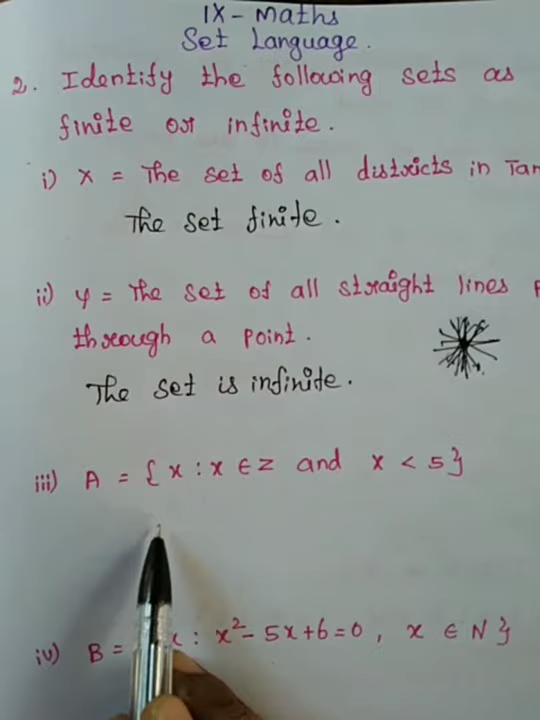 IX - Maths
Set Language.
2. Identify the following sets as
finite or infinite.
i) X = The set of all districts in Tam
The set finite.
ii) Y = The set of all straight lines
through a point.
The set is infinite.
iii) A = { x : x ∈ Z and x < 5 }
iv) B = : x² - 5x + 6 = 0 , x ∈ N }